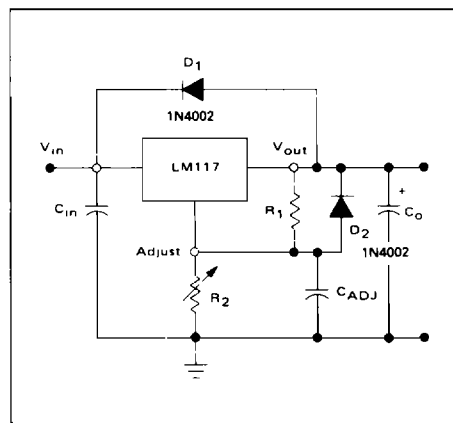 D1
1N4002
Vin
Vout
LM117
Cin
R1
+
Co
D2
1N4002
Adjust
R2
CADJ